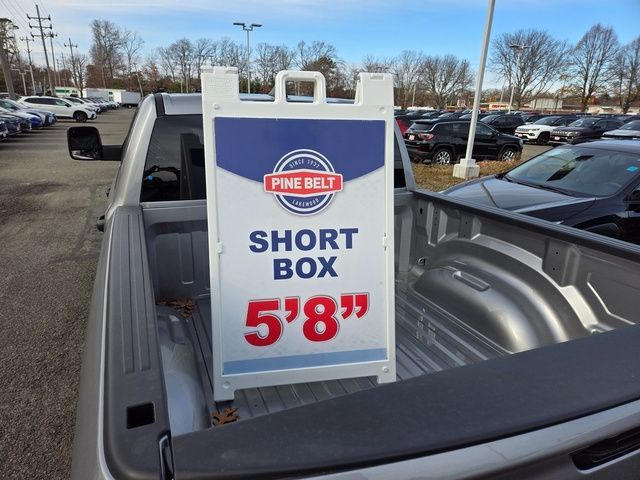 SINCE 1937
PINE BELT
LAKEWOOD
SHORT
BOX
5’8”